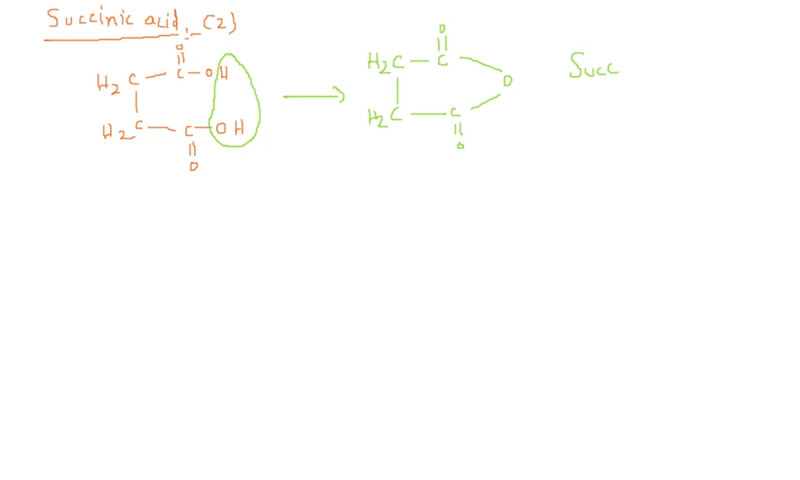 Succinic acid, (2)
O
||
H₂C — C — OH
|
H₂C — C — OH
||
O
O
||
H₂C — C
O
|
H₂C — C
||
O
Succ